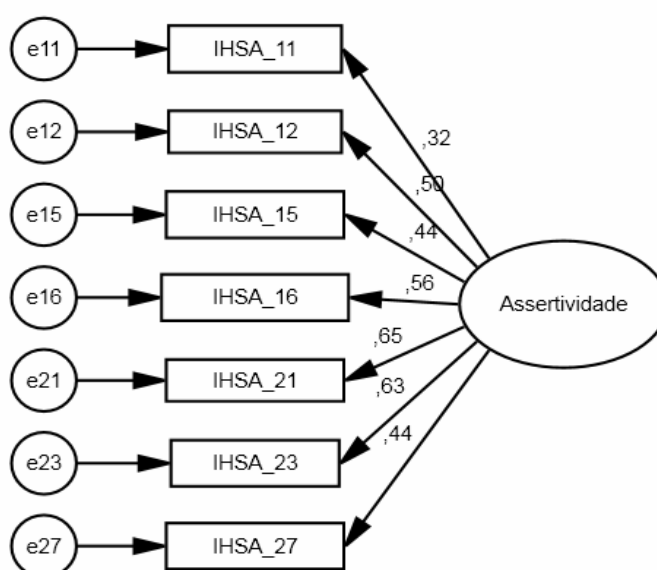 e11
IHSA_11
e12
IHSA_12
e15
IHSA_15
e16
IHSA_16
e21
IHSA_21
e23
IHSA_23
e27
IHSA_27
,32
,50
,44
,56
,65
,63
,44
Assertividade